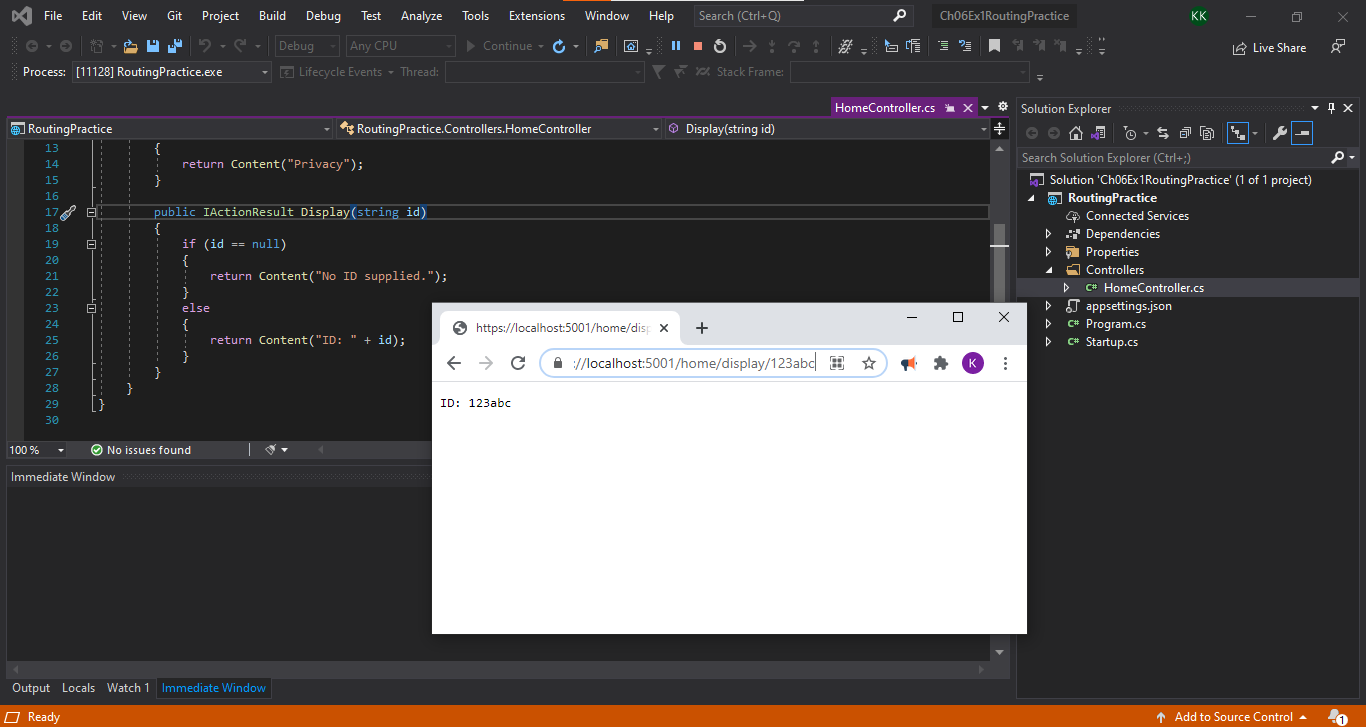 File Edit View Git Project Build Debug Test Analyze Tools Extensions Window Help Search (Ctrl+Q) Ch06Ex1RoutingPractice KK
Debug Any CPU Continue Live Share
Process: [11128] RoutingPractice.exe Lifecycle Events Thread: Stack Frame:
HomeController.cs
RoutingPractice RoutingPractice.Controllers.HomeController Display(string id)
13 {
14 return Content("Privacy");
15 }
16
17 public IActionResult Display(string id)
18 {
19 if (id == null)
20 {
21 return Content("No ID supplied.");
22 }
23 else
24 {
25 return Content("ID: " + id);
26 }
27 }
28 }
29 }
30
100 % No issues found
Immediate Window
Output Locals Watch 1 Immediate Window
Ready Add to Source Control 1
Solution Explorer
Search Solution Explorer (Ctrl+;)
Solution 'Ch06Ex1RoutingPractice' (1 of 1 project)
RoutingPractice
Connected Services
Dependencies
Properties
Controllers
C# HomeController.cs
appsettings.json
C# Program.cs
C# Startup.cs
https://localhost:5001/home/disp
://localhost:5001/home/display/123abc K
ID: 123abc